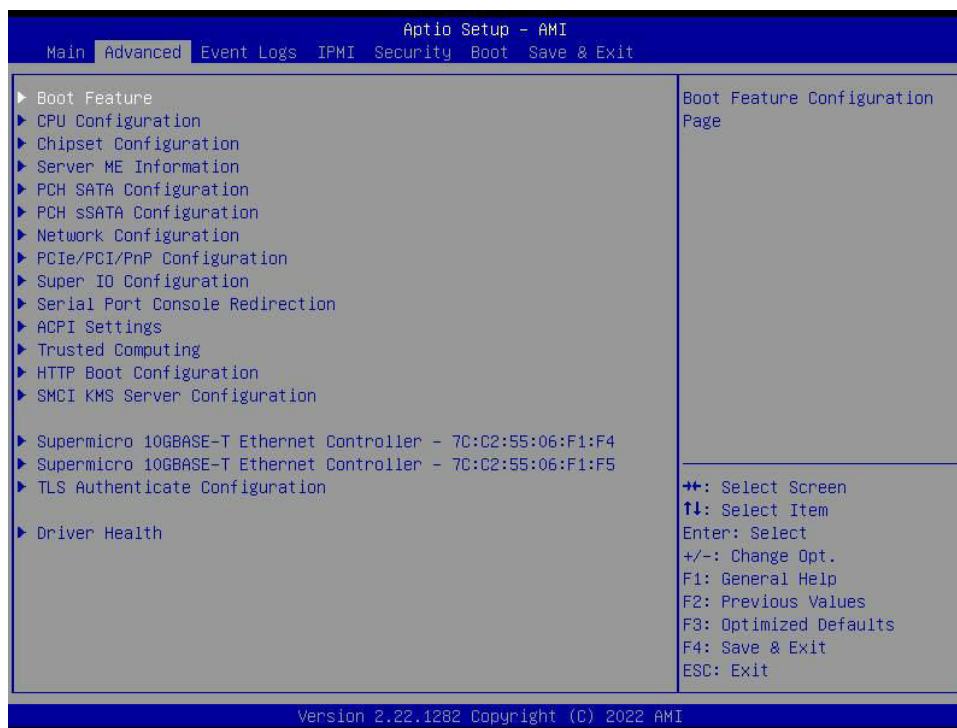 Aptio Setup - AMI
Main Advanced Event Logs IPMI Security Boot Save & Exit
▶ Boot Feature
▶ CPU Configuration
▶ Chipset Configuration
▶ Server ME Information
▶ PCH SATA Configuration
▶ PCH sSATA Configuration
▶ Network Configuration
▶ PCIe/PCI/PnP Configuration
▶ Super IO Configuration
▶ Serial Port Console Redirection
▶ ACPI Settings
▶ Trusted Computing
▶ HTTP Boot Configuration
▶ SMCI KMS Server Configuration
▶ Supermicro 10GBASE-T Ethernet Controller - 7C:C2:55:06:F1:F4
▶ Supermicro 10GBASE-T Ethernet Controller - 7C:C2:55:06:F1:F5
▶ TLS Authenticate Configuration
▶ Driver Health
Boot Feature Configuration
Page
→←: Select Screen
↑↓: Select Item
Enter: Select
+/-: Change Opt.
F1: General Help
F2: Previous Values
F3: Optimized Defaults
F4: Save & Exit
ESC: Exit
Version 2.22.1282 Copyright (C) 2022 AMI